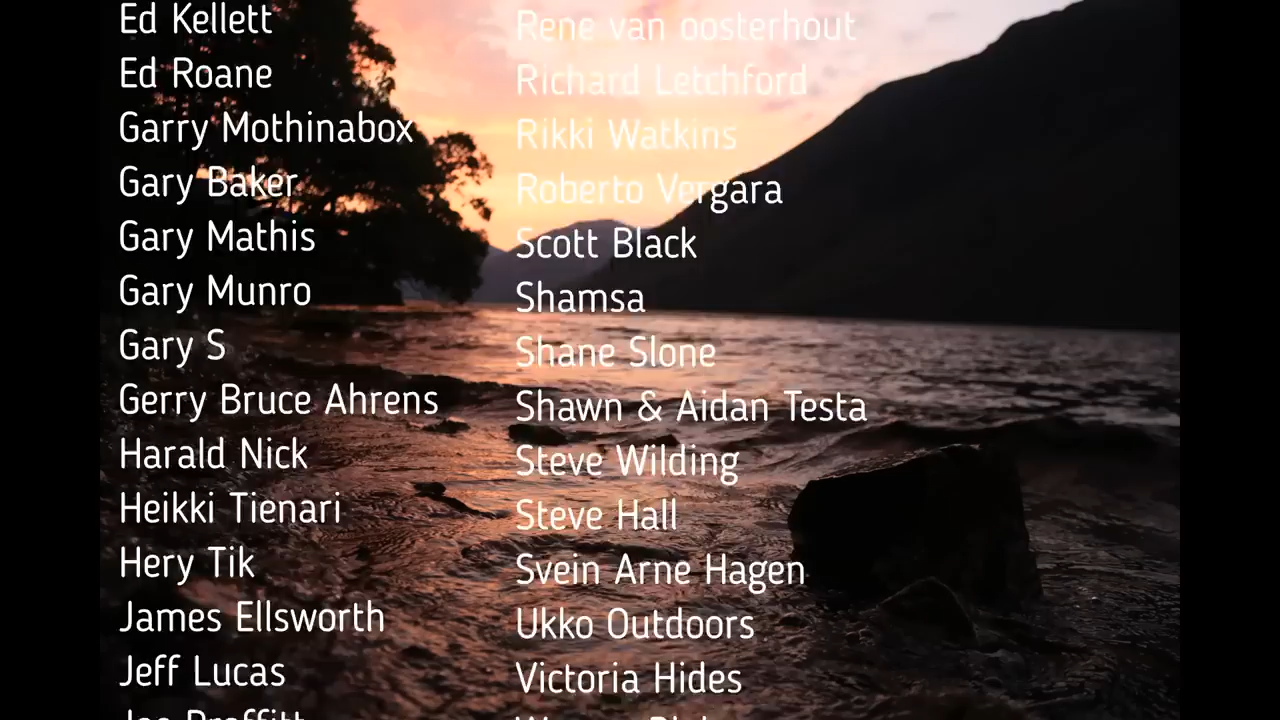 Ed Kellett
Ed Roane
Garry Mothinabox
Gary Baker
Gary Mathis
Gary Munro
Gary S
Gerry Bruce Ahrens
Harald Nick
Heikki Tienari
Hery Tik
James Ellsworth
Jeff Lucas
Rene van oosterhout
Richard Letchford
Rikki Watkins
Roberto Vergara
Scott Black
Shamsa
Shane Slone
Shawn & Aidan Testa
Steve Wilding
Steve Hall
Svein Arne Hagen
Ukko Outdoors
Victoria Hides